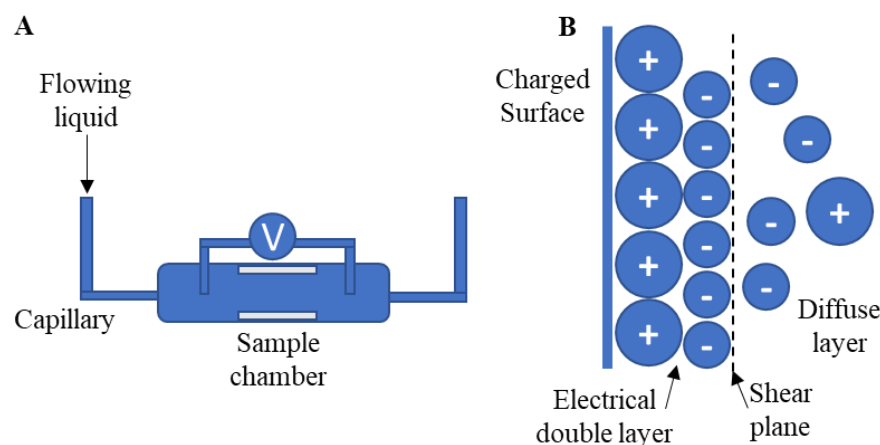 A
Flowing
liquid
V
Capillary
Sample
chamber
B
Charged
Surface
+
+
+
+
+
-
-
-
-
-
-
-
-
-
+
-
Diffuse
layer
Electrical
double layer
Shear
plane